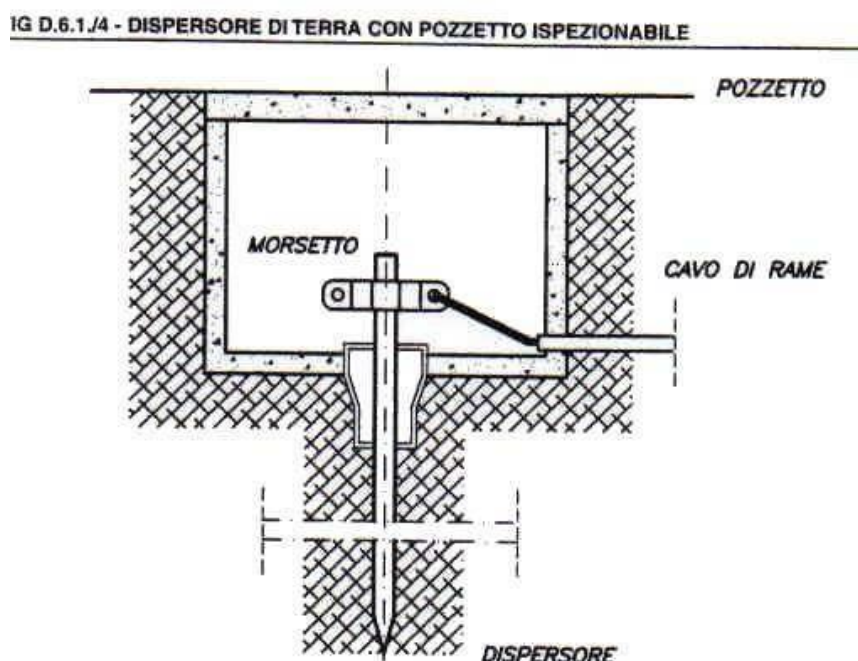 IG D.6.1./4 - DISPERSORE DI TERRA CON POZZETTO ISPEZIONABILE
POZZETTO
MORSETTO
CAVO DI RAME
DISPERSORE